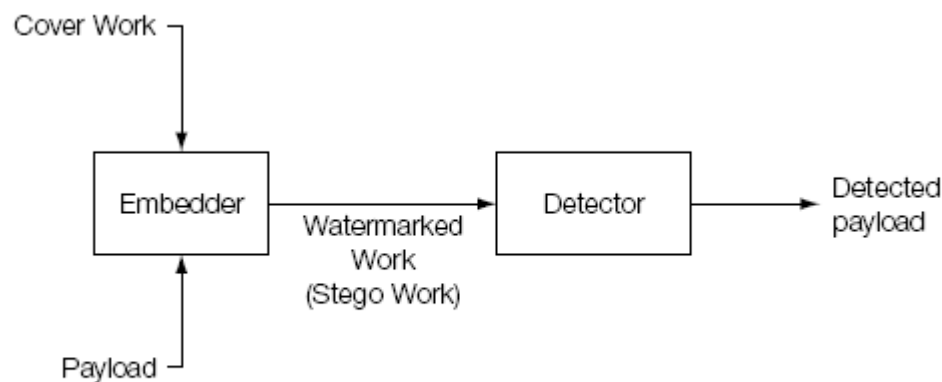 Cover Work
Embedder
Watermarked
Work
(Stego Work)
Detector
Detected
payload
Payload